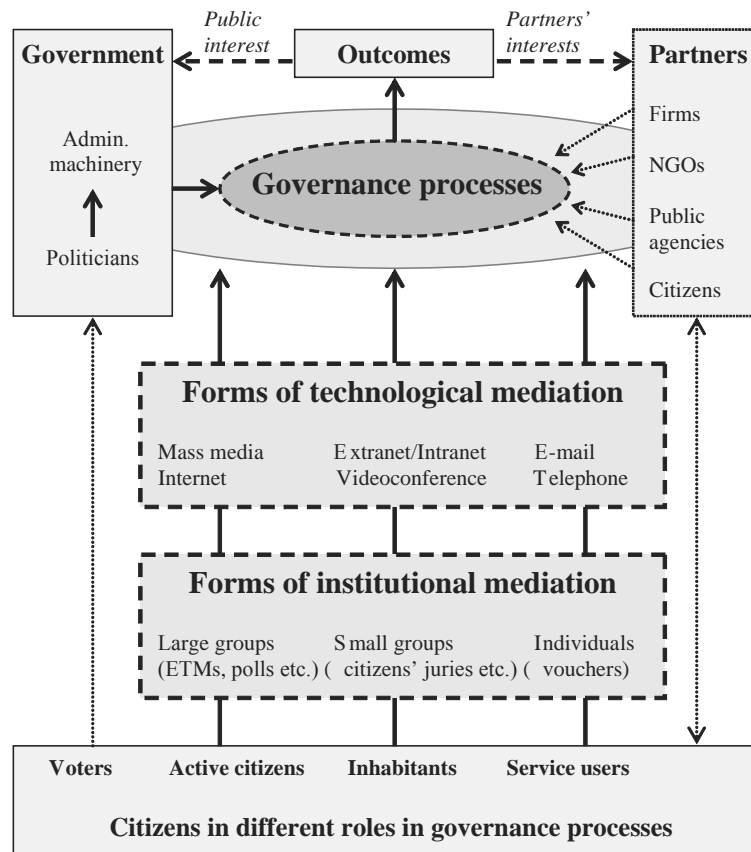 Public
interest
Partners’
interests
Government
Outcomes
Partners
Admin.
machinery
Politicians
Governance processes
Firms
NGOs
Public
agencies
Citizens
Forms of technological mediation
Mass media Extranet/Intranet E-mail
Internet Videoconference Telephone
Forms of institutional mediation
Large groups Small groups Individuals
(ETMs, polls etc.) ( citizens’ juries etc.) ( vouchers)
Voters Active citizens Inhabitants Service users
Citizens in different roles in governance processes